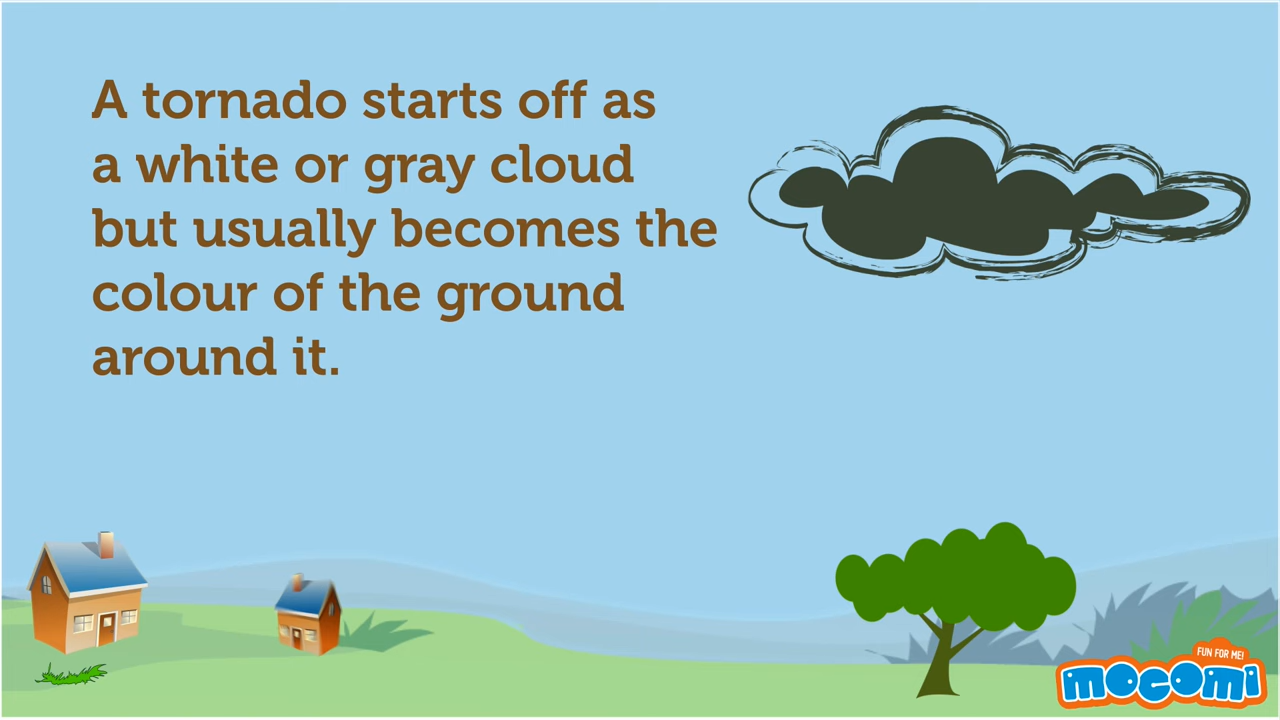 A tornado starts off as
a white or gray cloud
but usually becomes the
colour of the ground
around it.
FUN FOR ME!
mocomi